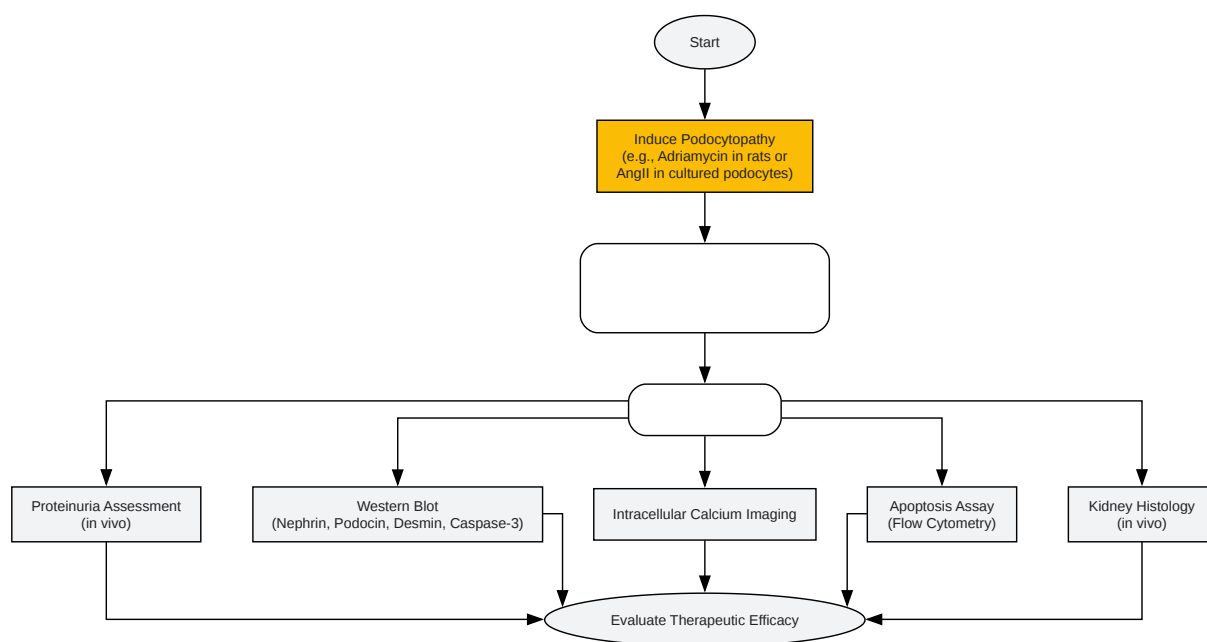 Start
Induce Podocytopathy
(e.g., Adriamycin in rats or
AngII in cultured podocytes)
Proteinuria Assessment
(in vivo)
Western Blot
(Nephrin, Podocin, Desmin, Caspase-3)
Intracellular Calcium Imaging
Apoptosis Assay
(Flow Cytometry)
Kidney Histology
(in vivo)
Evaluate Therapeutic Efficacy